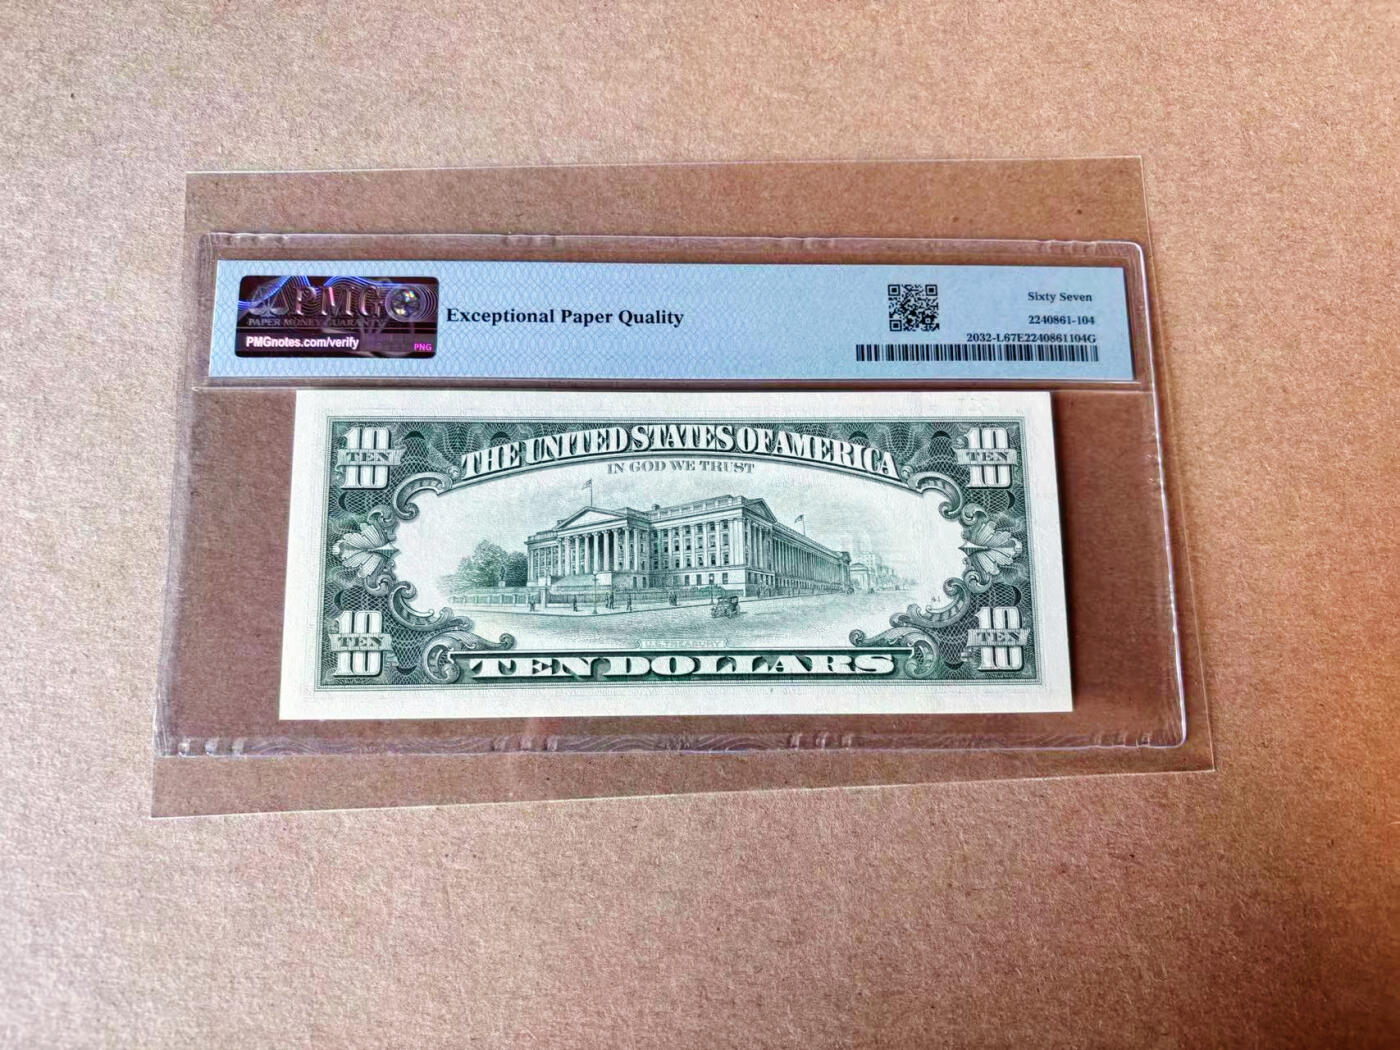 PMG
PAPER MONEY GUARANTY
PMGnotes.com/verify
PNG
Exceptional Paper Quality
Sixty Seven
2240861-104
2032-L67E2240861104G
10
TEN
10
THE UNITED STATES OF AMERICA
10
TEN
10
IN GOD WE TRUST
U.S. TREASURY
10
TEN
10
TEN DOLLARS
10
TEN
10